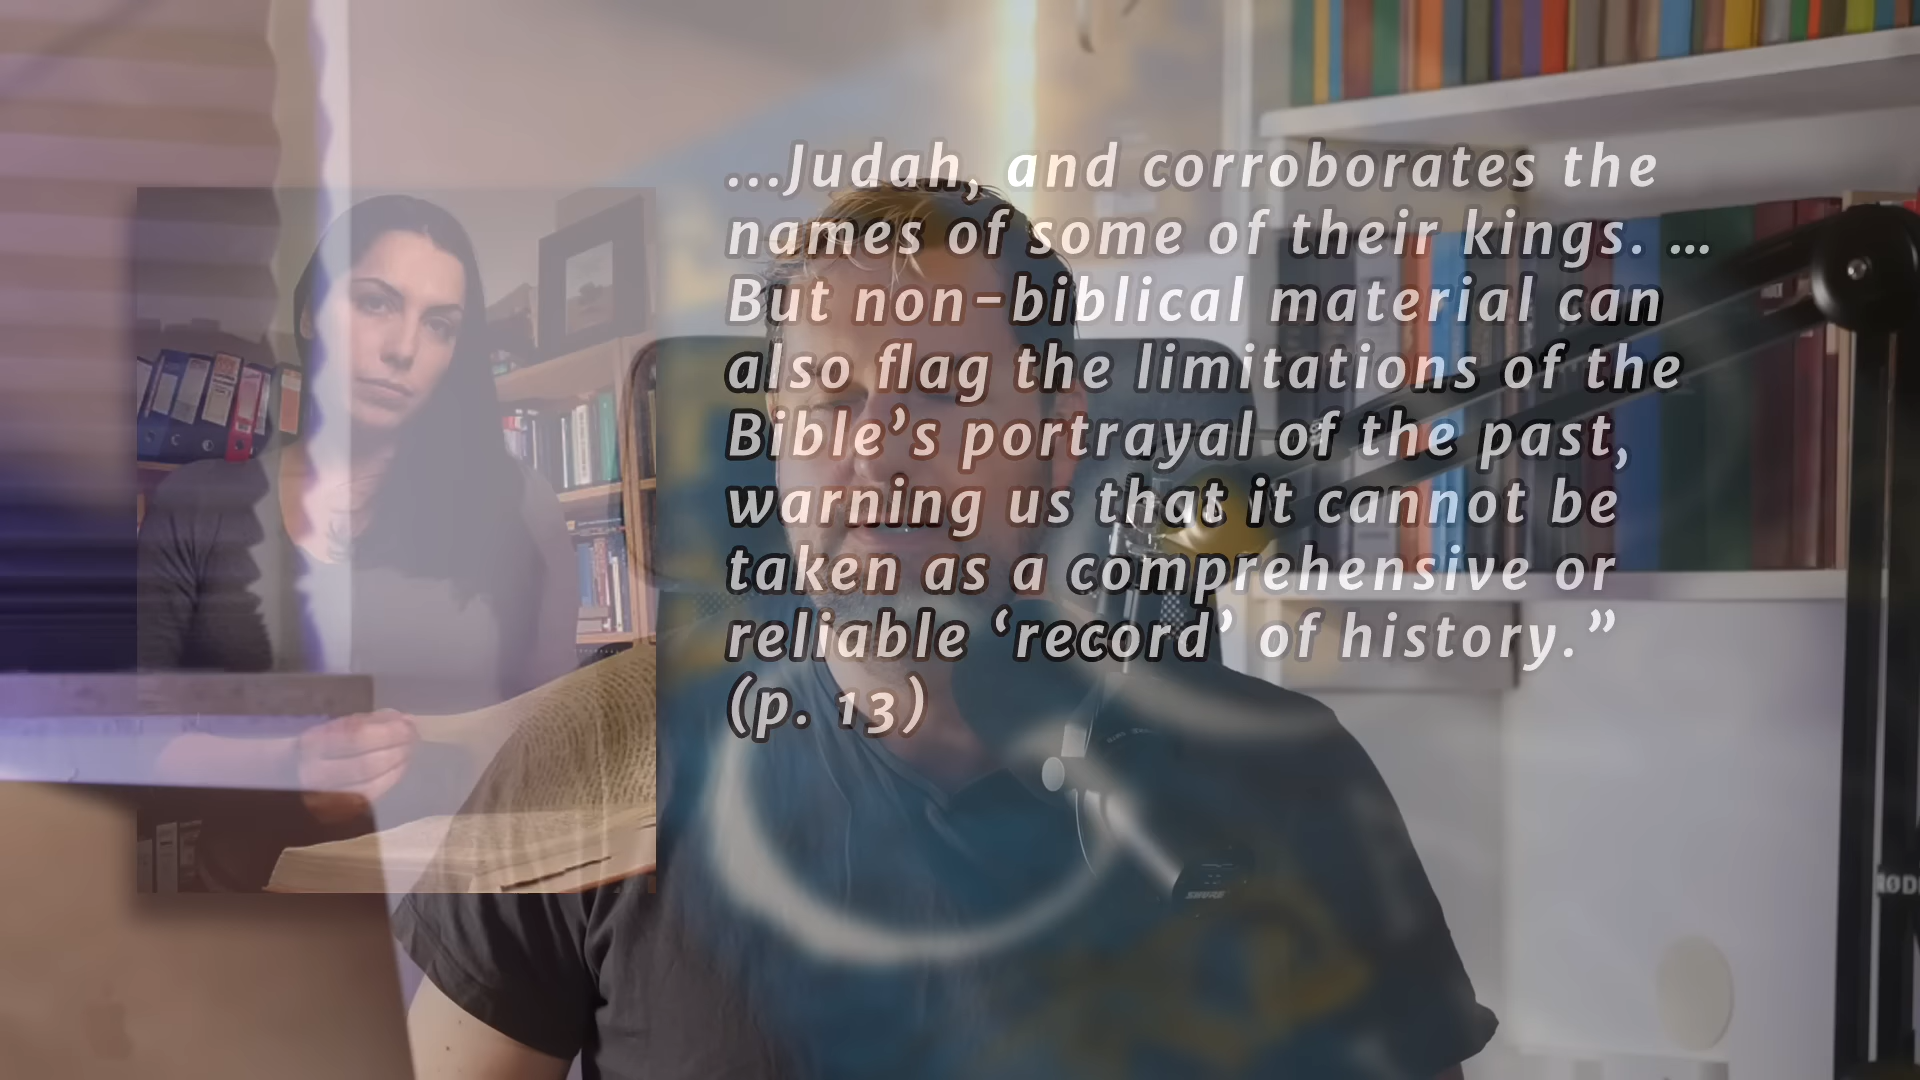 ...Judah, and corroborates the
names of some of their kings. ...
But non-biblical material can
also flag the limitations of the
Bible’s portrayal of the past,
warning us that it cannot be
taken as a comprehensive or
reliable ‘record’ of history.”
(p. 13)
SHURE